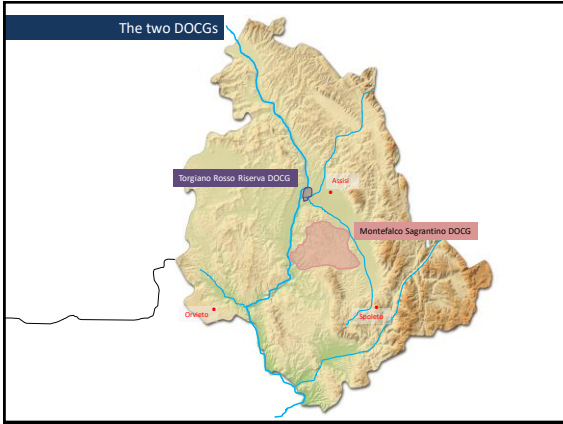 The two DOCGs
Torgiano Rosso Riserva DOCG
Assisi
Montefalco Sagrantino DOCG
Orvieto
Spoleto